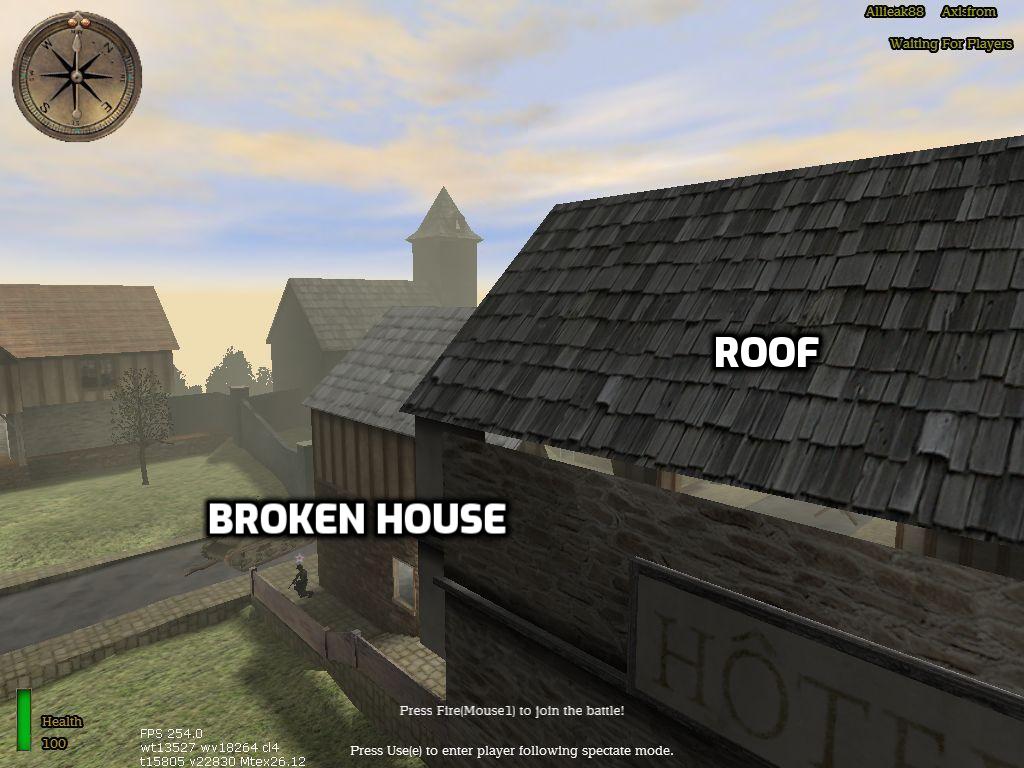 Allieak88 Axisfrom
Waiting For Players
W N
S E
ROOF
BROKEN HOUSE
HÔTE
Press Fire(Mouse1) to join the battle!
Health
100
FPS 254.0
wt13527 wv18264 cl4
t15805 v22830 Mtex26.12
Press Use(e) to enter player following spectate mode.